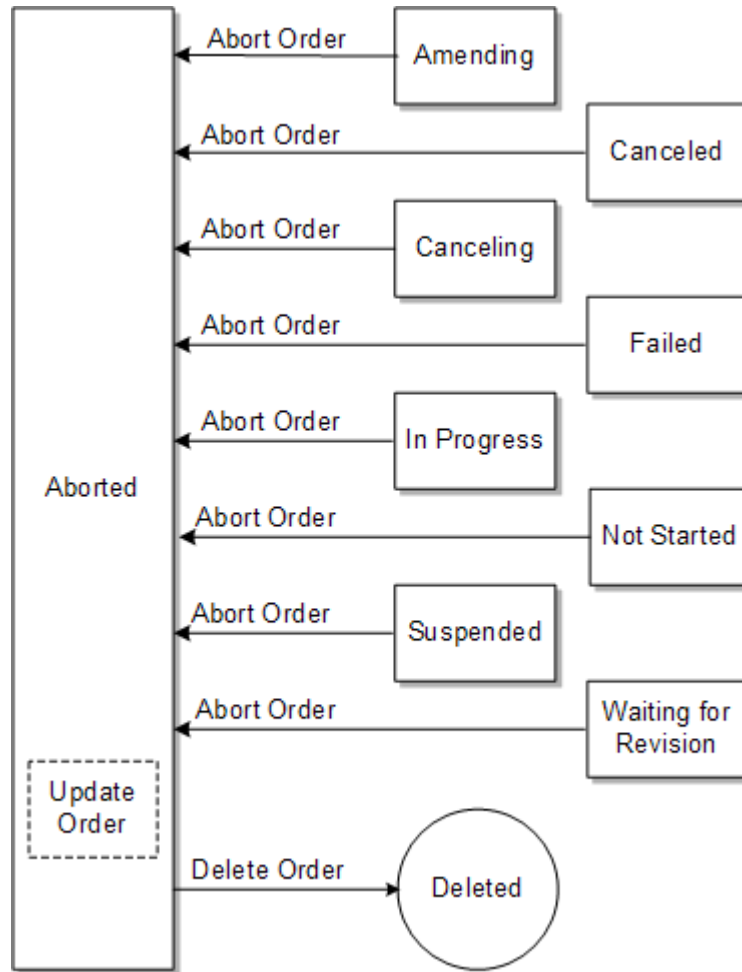 Abort Order
Amending
Abort Order
Canceled
Abort Order
Canceling
Abort Order
Failed
Abort Order
In Progress
Aborted
Abort Order
Not Started
Abort Order
Suspended
Abort Order
Waiting for
Revision
Update
Order
Delete Order
Deleted